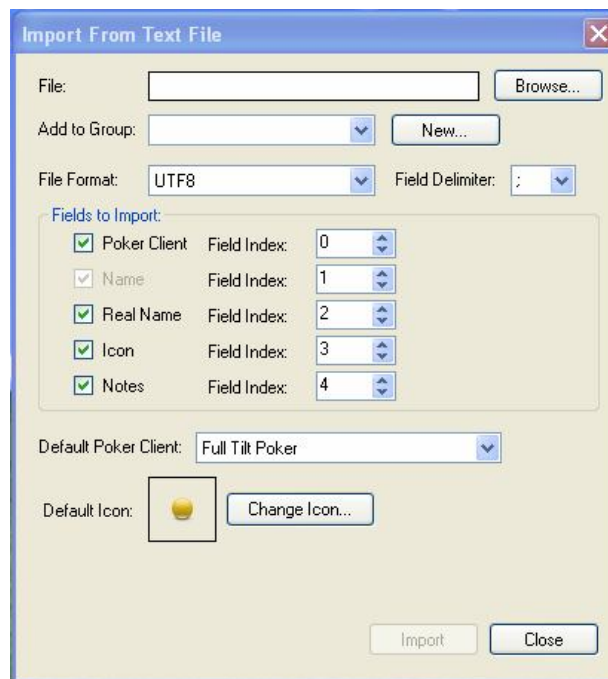 Import From Text File
File: Browse...
Add to Group: New...
File Format: UTF8 Field Delimiter: ;
Fields to Import:
Poker Client Field Index: 0
Name Field Index: 1
Real Name Field Index: 2
Icon Field Index: 3
Notes Field Index: 4
Default Poker Client: Full Tilt Poker
Default Icon: Change Icon...
Import Close